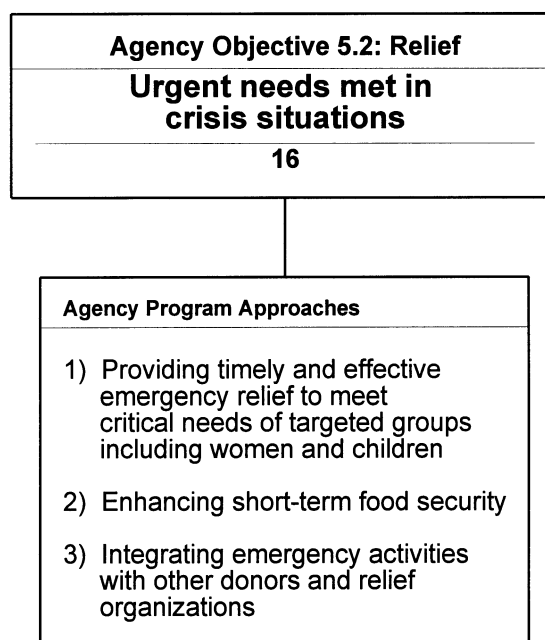 Agency Objective 5.2: Relief
Urgent needs met in
crisis situations
16
Agency Program Approaches
1) Providing timely and effective
emergency relief to meet
critical needs of targeted groups
including women and children
2) Enhancing short-term food security
3) Integrating emergency activities
with other donors and relief
organizations